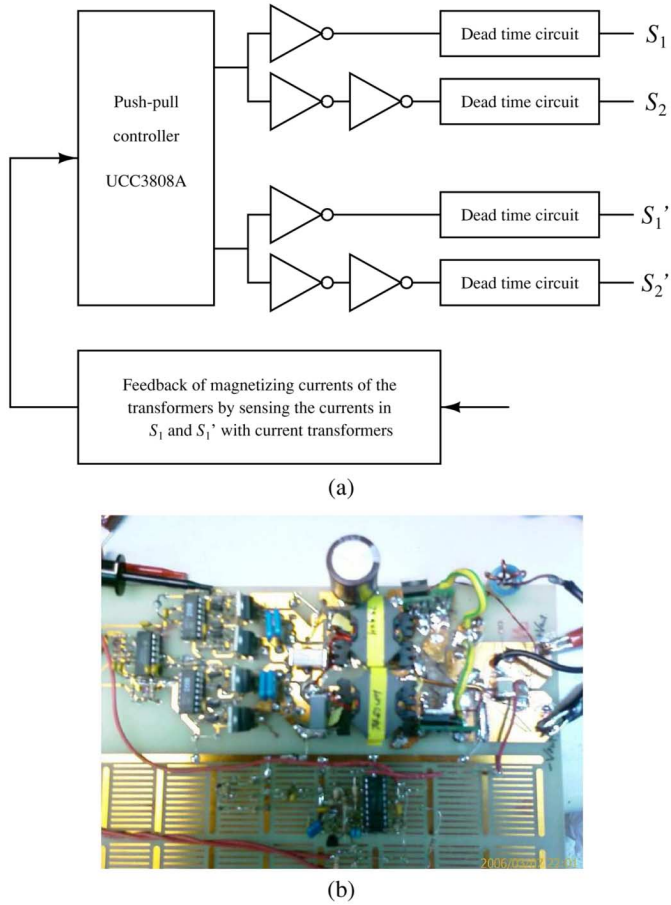 Push-pull
controller
UCC3808A
Dead time circuit
S1
Dead time circuit
S2
Dead time circuit
S1’
Dead time circuit
S2’
Feedback of magnetizing currents of the
transformers by sensing the currents in
S1 and S1’ with current transformers
(a)
(b)